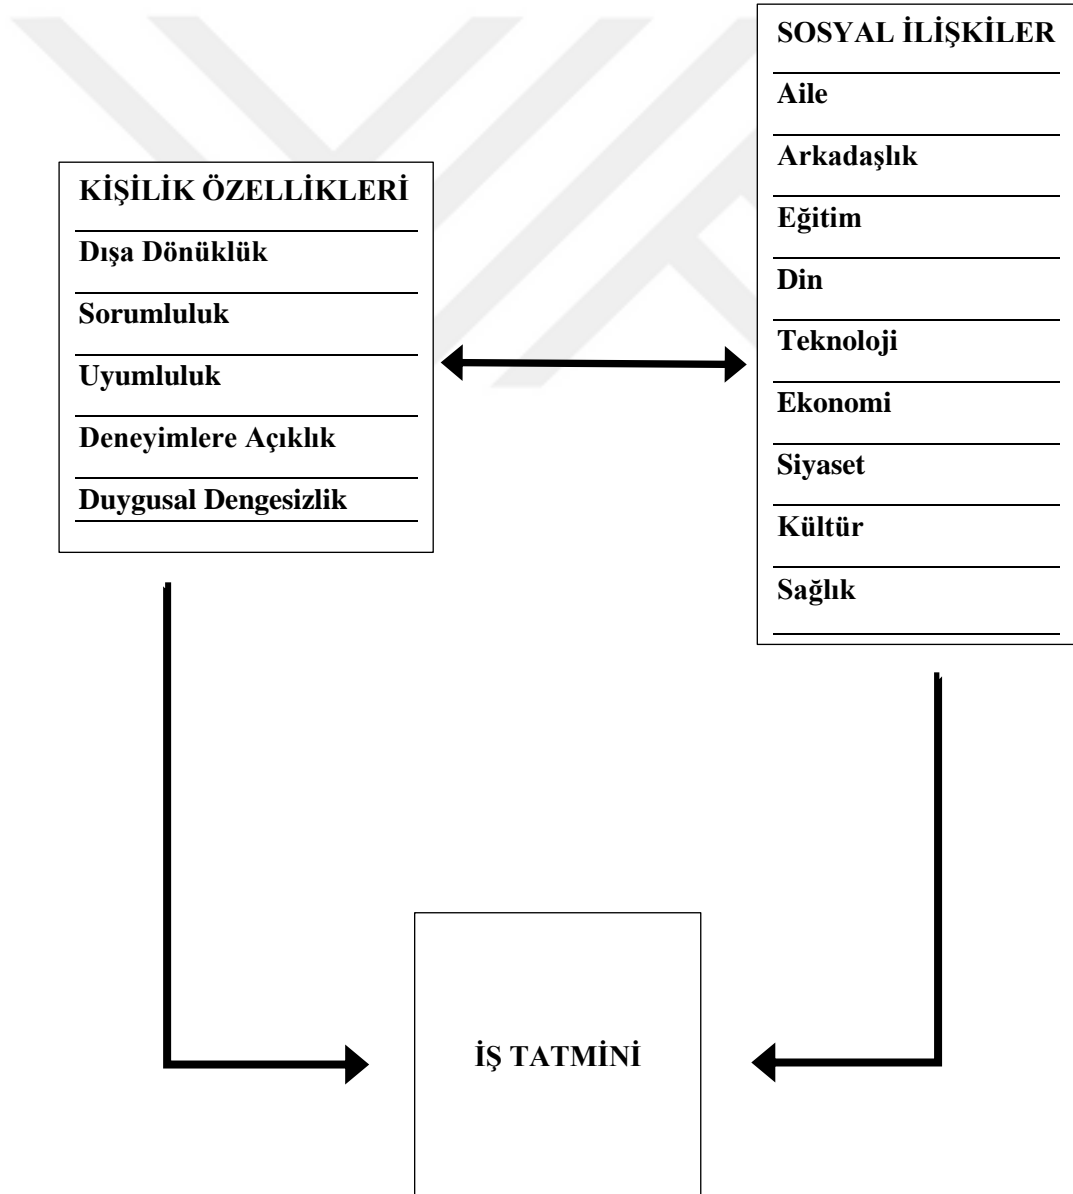 SOSYAL İLİŞKİLER
Aile
Arkadaşlık
Eğitim
Din
Teknoloji
Ekonomi
Siyaset
Kültür
Sağlık
KİŞİLİK ÖZELLİKLERİ
Dışa Dönüklük
Sorumluluk
Uyumluluk
Deneyimlere Açıklık
Duygusal Dengesizlik
İŞ TATMİNİ